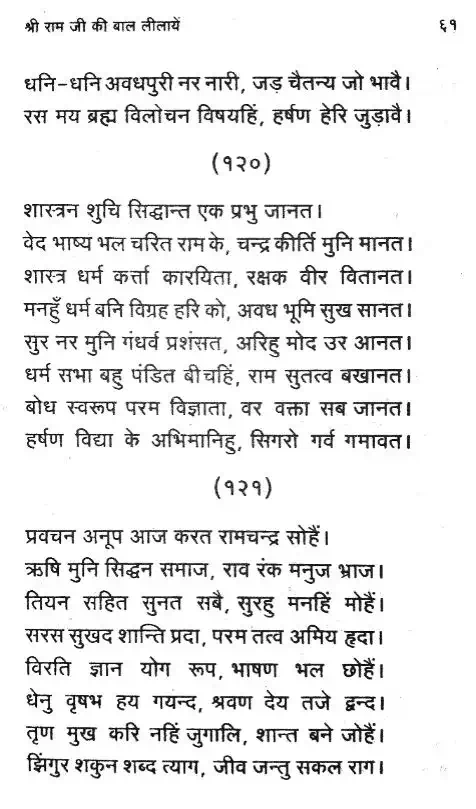 श्री राम जी की बाल लीलायें ६१
धनि-धनि अवधपुरी नर नारी, जड़ चैतन्य जो भावै।
रस मय ब्रह्म विलोचन विषयहिं, हर्षण हेरि जुड़ावै।
(१२०)
शास्त्रन शुचि सिद्धान्त एक प्रभु जानत।
वेद भाष्य भल चरित राम के, चन्द्र कीर्ति मुनि मानत।
शास्त्र धर्म कर्त्ता कारयिता, रक्षक वीर वितानत।
मनहुँ धर्म बनि विग्रह हरि को, अवध भूमि सुख सानत।
सुर नर मुनि गंधर्व प्रशंसत, अरिहु मोद उर आनत।
धर्म सभा बहु पंडित बीचहिं, राम सुतत्व बखानत।
बोध स्वरूप परम विज्ञाता, वर वक्ता सब जानत।
हर्षण विद्या के अभिमानिहु, सिगरो गर्व गमावत।
(१२१)
प्रवचन अनूप आज करत रामचन्द्र सोहैं।
ऋषि मुनि सिद्धन समाज, राव रंक मनुज भ्राज।
तियन सहित सुनत सबै, सुरहु मनहिं मोहैं।
सरस सुखद शान्ति प्रदा, परम तत्व अमिय हृदा।
विरति ज्ञान योग रूप, भाषण भल छोहैं।
धेनु वृषभ हय गयन्द, श्रवण देय तजे द्वन्द।
तृण मुख करि नहिं जुगालि, शान्त बने जोहैं।
झिंगुर शकुन शब्द त्याग, जीव जन्तु सकल राग।